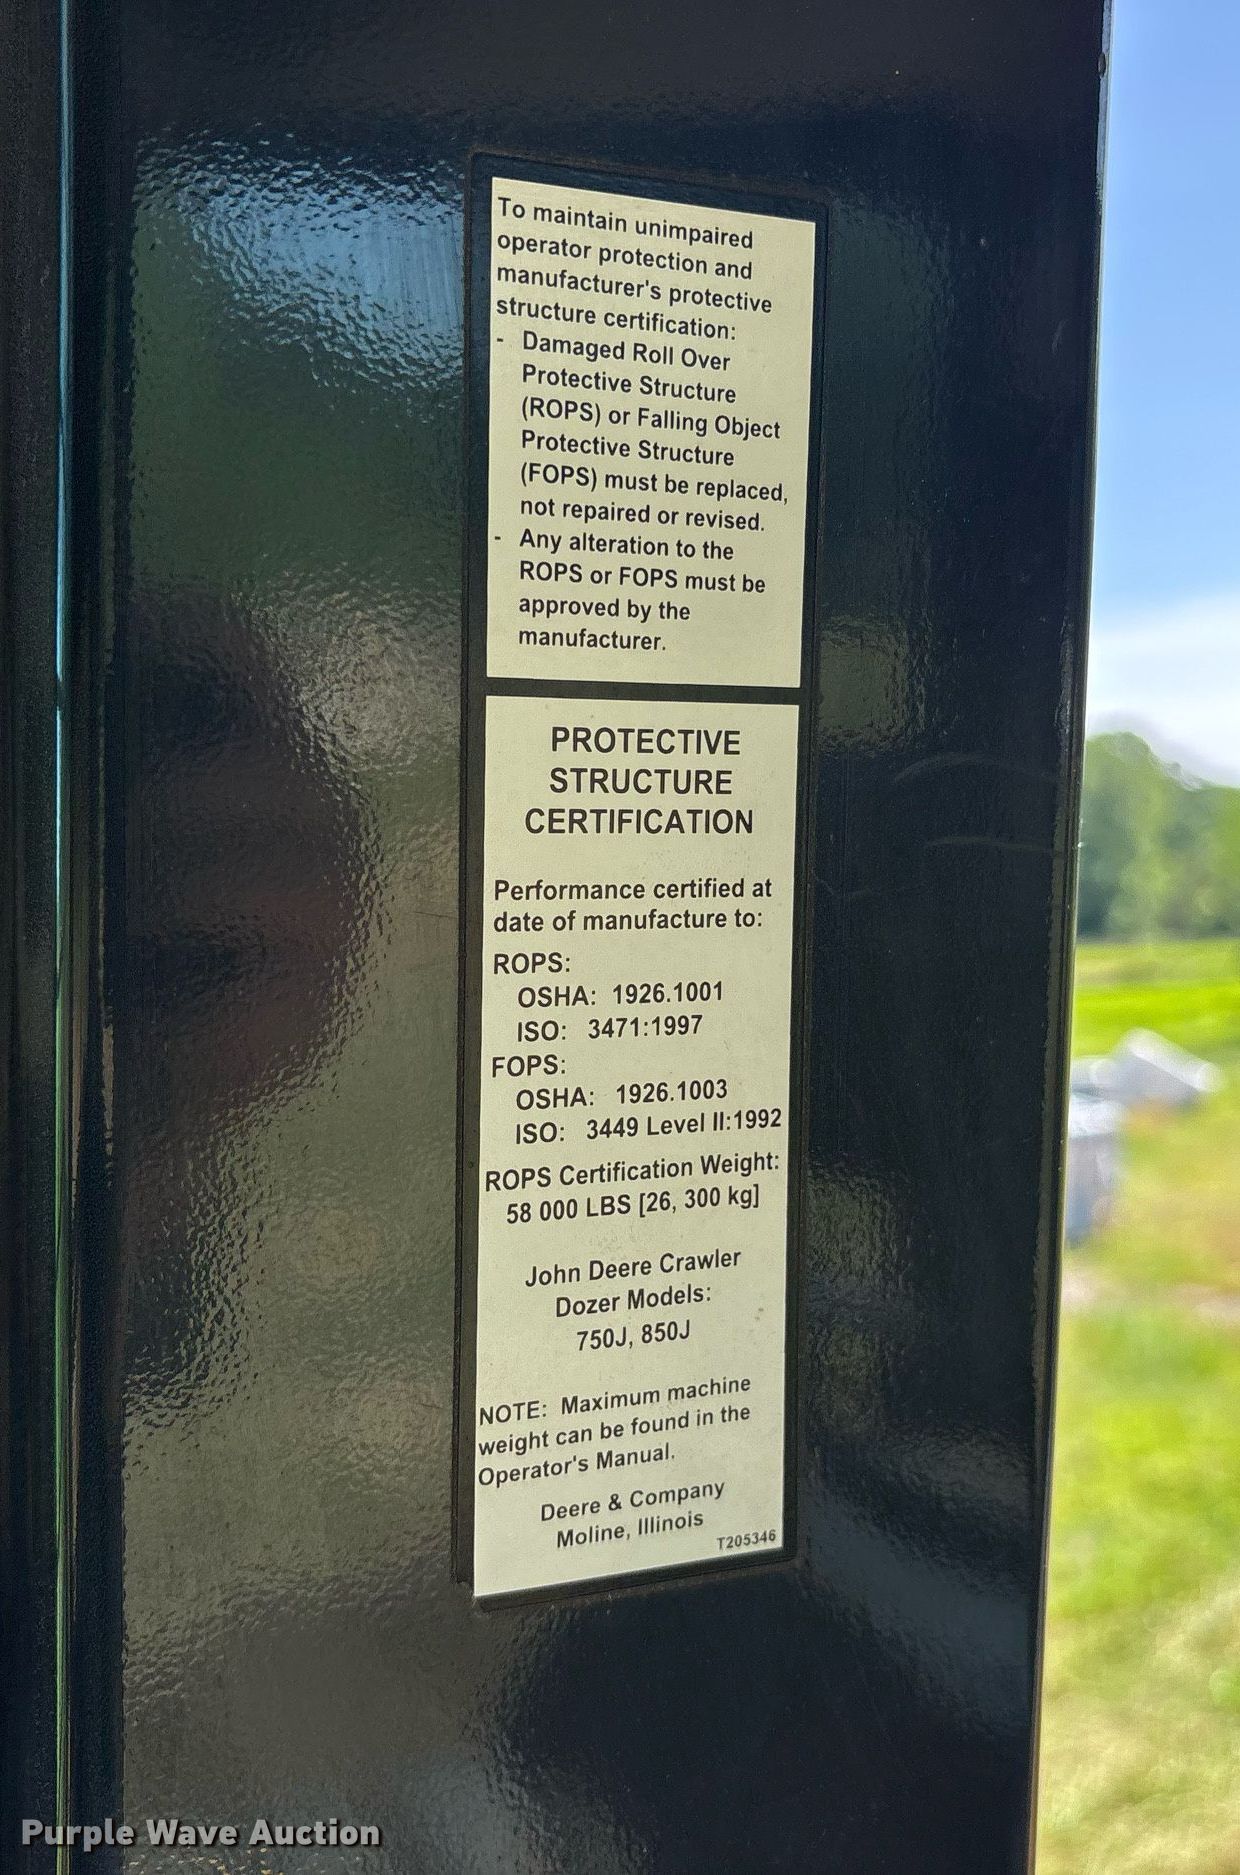 To maintain unimpaired
operator protection and
manufacturer's protective
structure certification:
- Damaged Roll Over
Protective Structure
(ROPS) or Falling Object
Protective Structure
(FOPS) must be replaced,
not repaired or revised.
- Any alteration to the
ROPS or FOPS must be
approved by the
manufacturer.
PROTECTIVE
STRUCTURE
CERTIFICATION
Performance certified at
date of manufacture to:
ROPS:
OSHA: 1926.1001
ISO: 3471:1997
FOPS:
OSHA: 1926.1003
ISO: 3449 Level II:1992
ROPS Certification Weight:
58 000 LBS [26, 300 kg]
John Deere Crawler
Dozer Models:
750J, 850J
NOTE: Maximum machine
weight can be found in the
Operator's Manual.
Deere & Company
Moline, Illinois
T205346
Purple Wave Auction